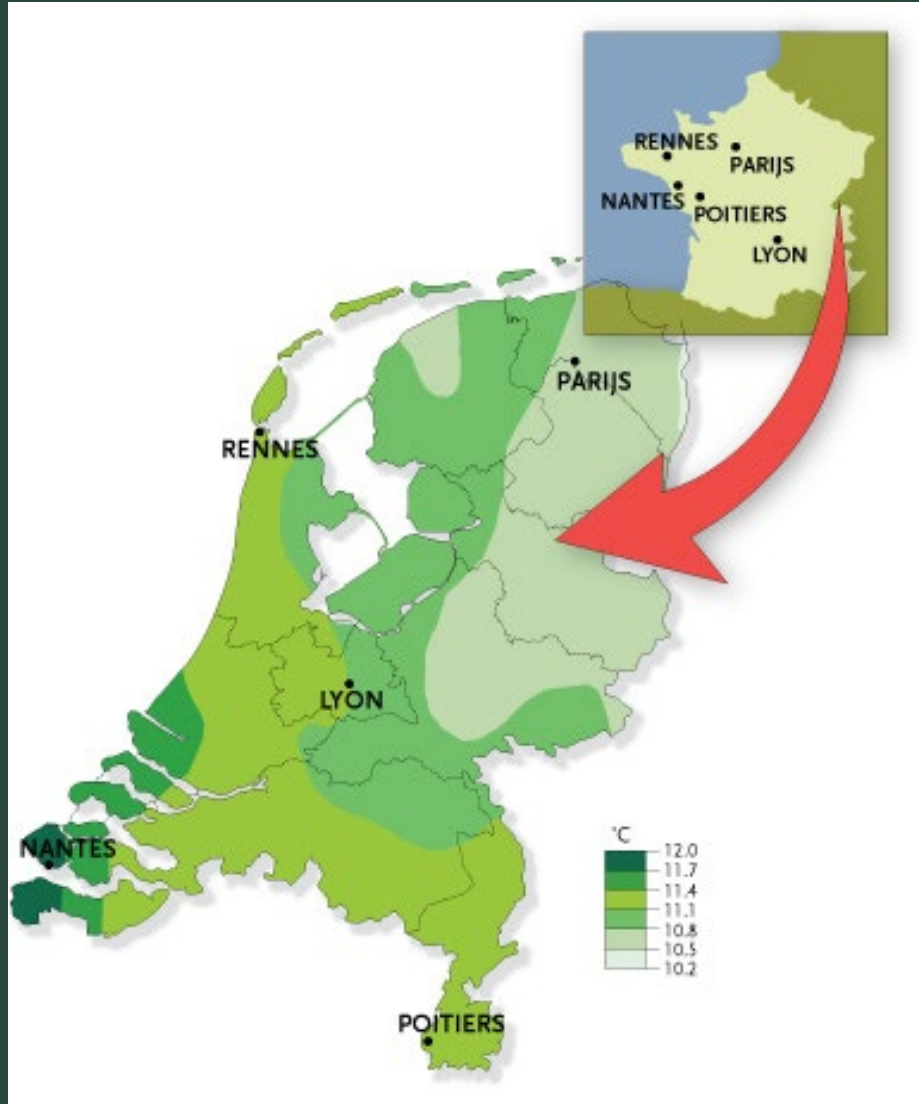 RENNES
PARIJS
NANTES
POITIERS
LYON
PARIJS
RENNES
LYON
NANTES
°C
12.0
11.7
11.4
11.1
10.8
10.5
10.2
POITIERS